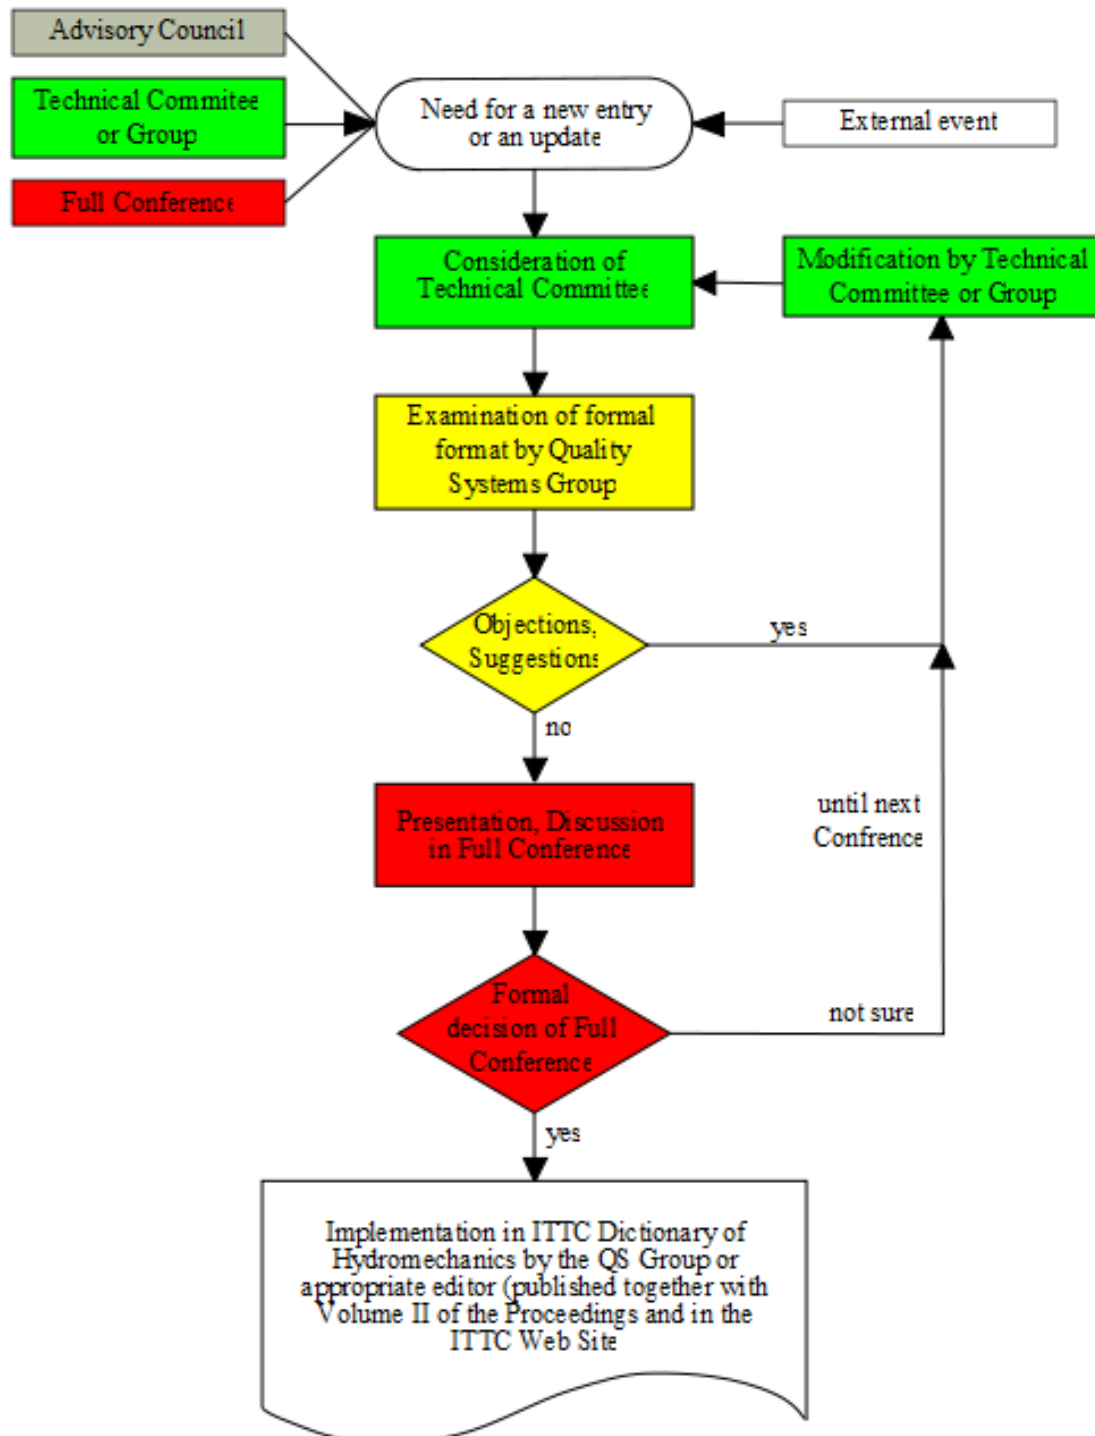 Advisory Council
Technical Commitee
or Group
Full Conference
Need for a new entry
or an update
External event
Consideration of
Technical Committee
Modification by Technical
Committee or Group
Examination of formal
format by Quality
Systems Group
Objections,
Suggestions
yes
no
Presentation, Discussion
in Full Conference
until next
Confrence
Formal
decision of Full
Conference
not sure
yes
Implementation in ITTC Dictionary of
Hydromechanics by the QS Group or
appropriate editor (published together with
Volume II of the Proceedings and in the
ITTC Web Site